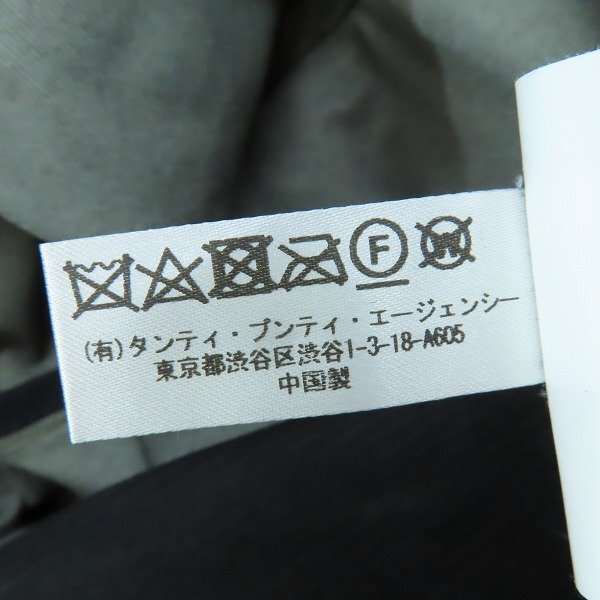 F W
(有)タンティ・プンティ・エージェンシー
東京都渋谷区渋谷1-3-18-A605
中国製